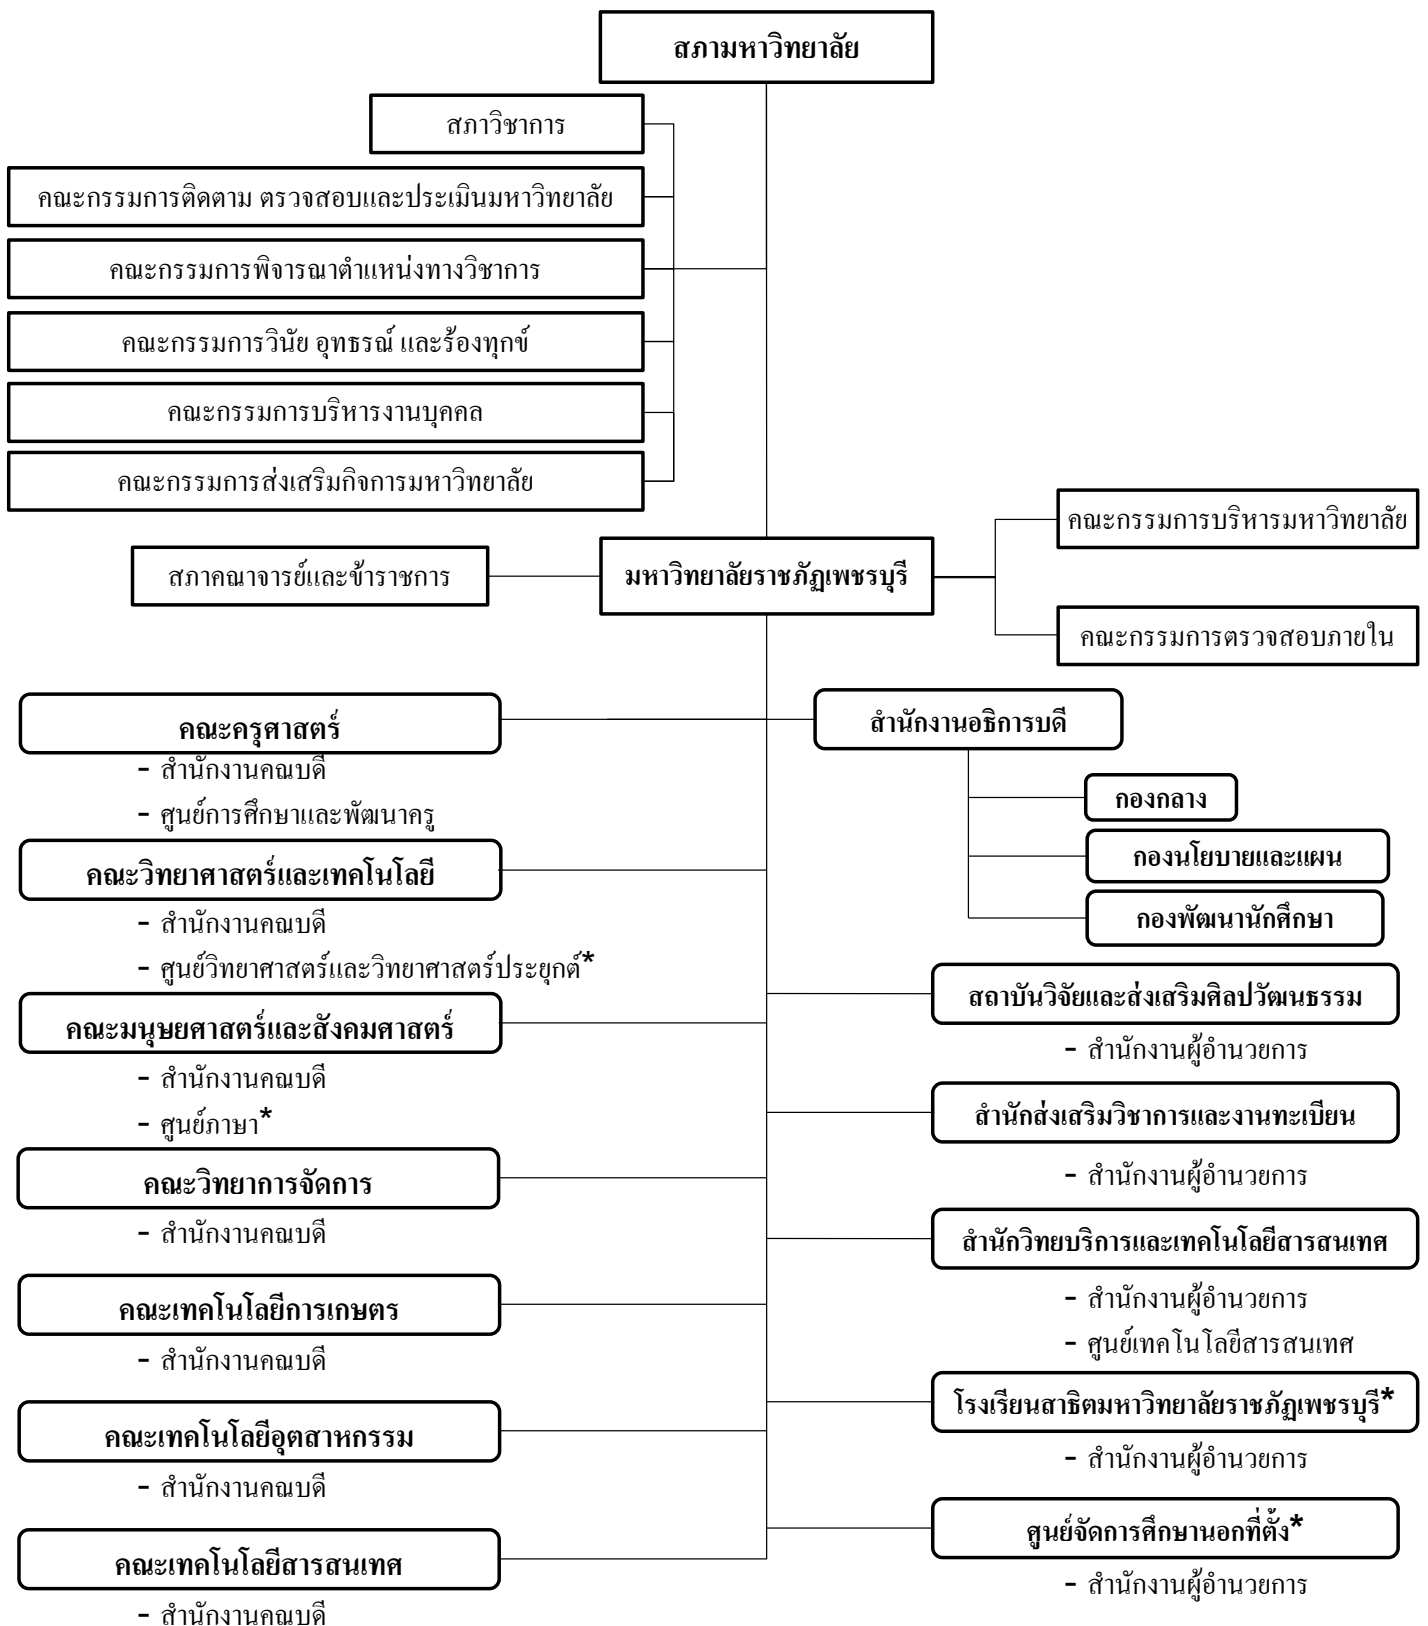 สภามหาวิทยาลัย
สภาวิชาการ
คณะกรรมการติดตาม ตรวจสอบและประเมินมหาวิทยาลัย
คณะกรรมการพิจารณาตำแหน่งทางวิชาการ
คณะกรรมการวินัย อุทธรณ์ และร้องทุกข์
คณะกรรมการบริหารงานบุคคล
คณะกรรมการส่งเสริมกิจการมหาวิทยาลัย
คณะกรรมการบริหารมหาวิทยาลัย
สภาคณาจารย์และข้าราชการ
มหาวิทยาลัยราชภัฏเพชรบุรี
คณะกรรมการตรวจสอบภายใน
คณะครุศาสตร์
- สำนักงานคณบดี
- ศูนย์การศึกษาและพัฒนาครู
คณะวิทยาศาสตร์และเทคโนโลยี
- สำนักงานคณบดี
- ศูนย์วิทยาศาสตร์และวิทยาศาสตร์ประยุกต์*
คณะมนุษยศาสตร์และสังคมศาสตร์
- สำนักงานคณบดี
- ศูนย์ภาษา*
คณะวิทยาการจัดการ
- สำนักงานคณบดี
คณะเทคโนโลยีการเกษตร
- สำนักงานคณบดี
คณะเทคโนโลยีอุตสาหกรรม
- สำนักงานคณบดี
คณะเทคโนโลยีสารสนเทศ
- สำนักงานคณบดี
สำนักงานอธิการบดี
กองกลาง
กองนโยบายและแผน
กองพัฒนานักศึกษา
สถาบันวิจัยและส่งเสริมศิลปวัฒนธรรม
- สำนักงานผู้อำนวยการ
สำนักส่งเสริมวิชาการและงานทะเบียน
- สำนักงานผู้อำนวยการ
สำนักวิทยบริการและเทคโนโลยีสารสนเทศ
- สำนักงานผู้อำนวยการ
- ศูนย์เทคโนโลยีสารสนเทศ
โรงเรียนสาธิตมหาวิทยาลัยราชภัฏเพชรบุรี*
- สำนักงานผู้อำนวยการ
ศูนย์จัดการศึกษานอกที่ตั้ง*
- สำนักงานผู้อำนวยการ